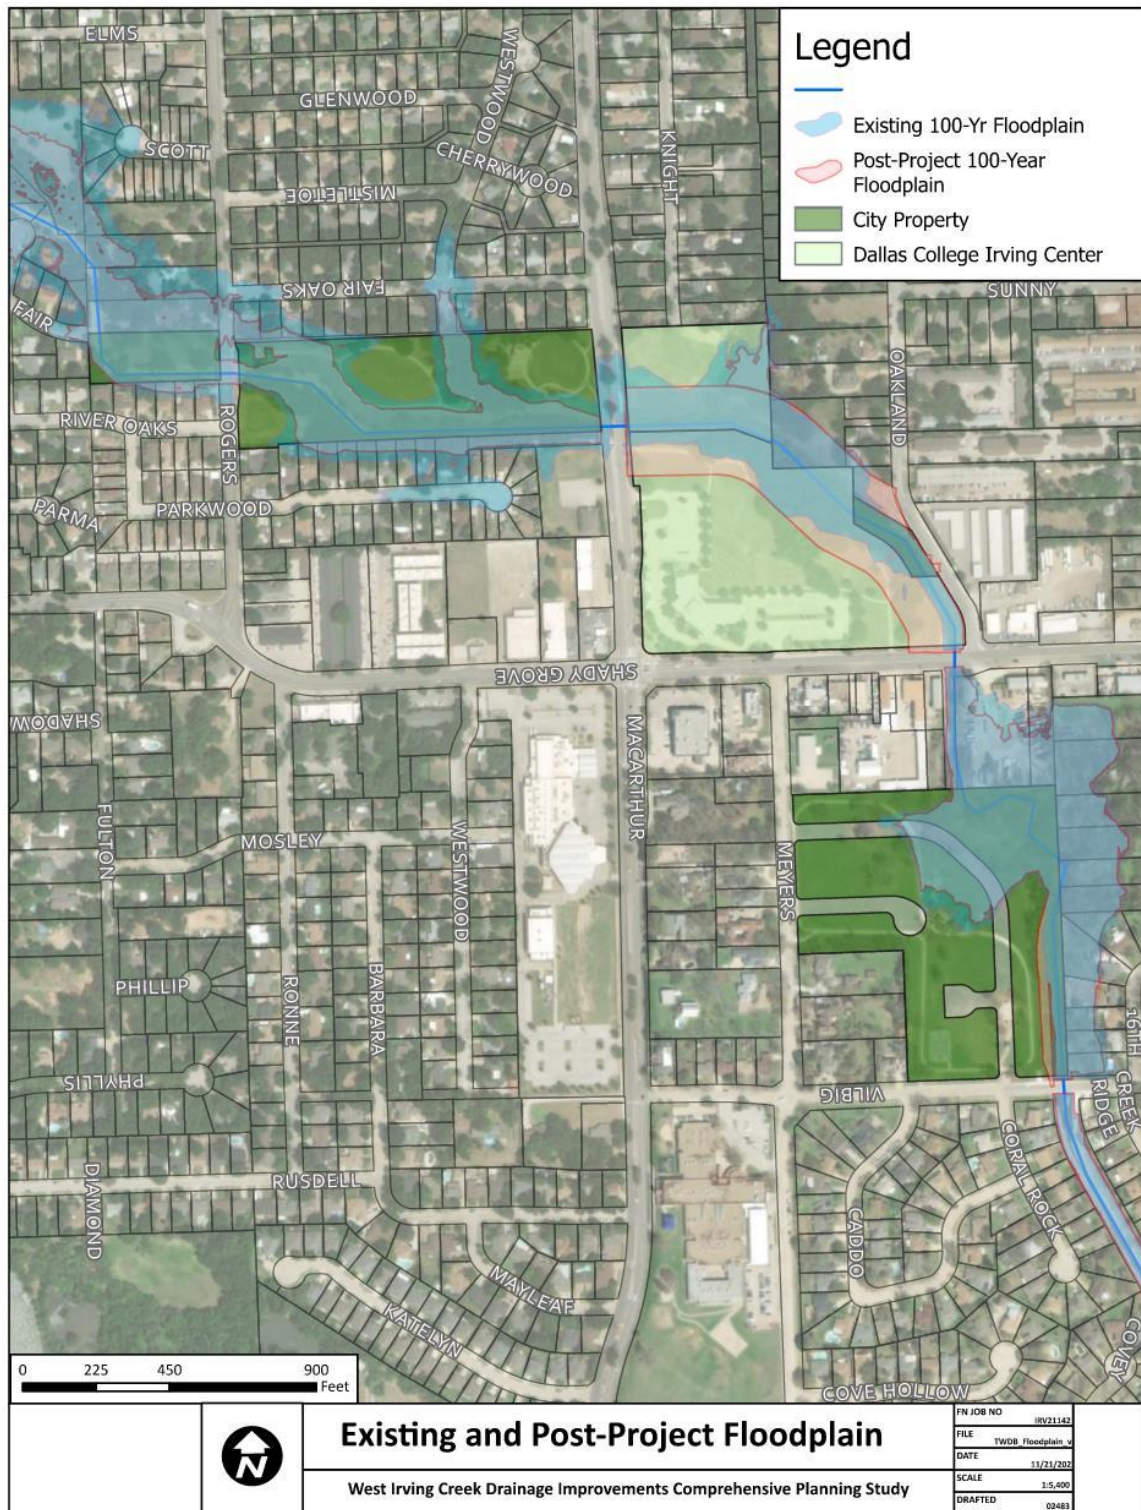 Legend
Existing 100-Yr Floodplain
Post-Project 100-Year
Floodplain
City Property
Dallas College Irving Center
ELMS
WESTWOOD
GLENWOOD
KNIGHT
SCOTT
CHERRYWOOD
MISTLETOE
FAIR OAKS
SUNNY
FAIR
OAKLAND
RIVER OAKS
ROGERS
PARMA
PARKWOOD
SHADY GROVE
SHADOW
MACARTHUR
FULTON
MOSLEY
WESTWOOD
MEYERS
PHILLIP
RONNE
BARBARA
PHYLLIS
VILBIG
RIDGE
CREEK
DIAMOND
RUSDELL
CORAL ROCK
CADDO
MAYLEAF
KATELYN
COVEY
COVE HOLLOW
0 225 450 900
Feet
N
Existing and Post-Project Floodplain
West Irving Creek Drainage Improvements Comprehensive Planning Study
FN JOB NO
IRV21142
FILE
TWDB_Floodplain_v
DATE
11/21/202
SCALE
1:5,400
DRAFTED
02483